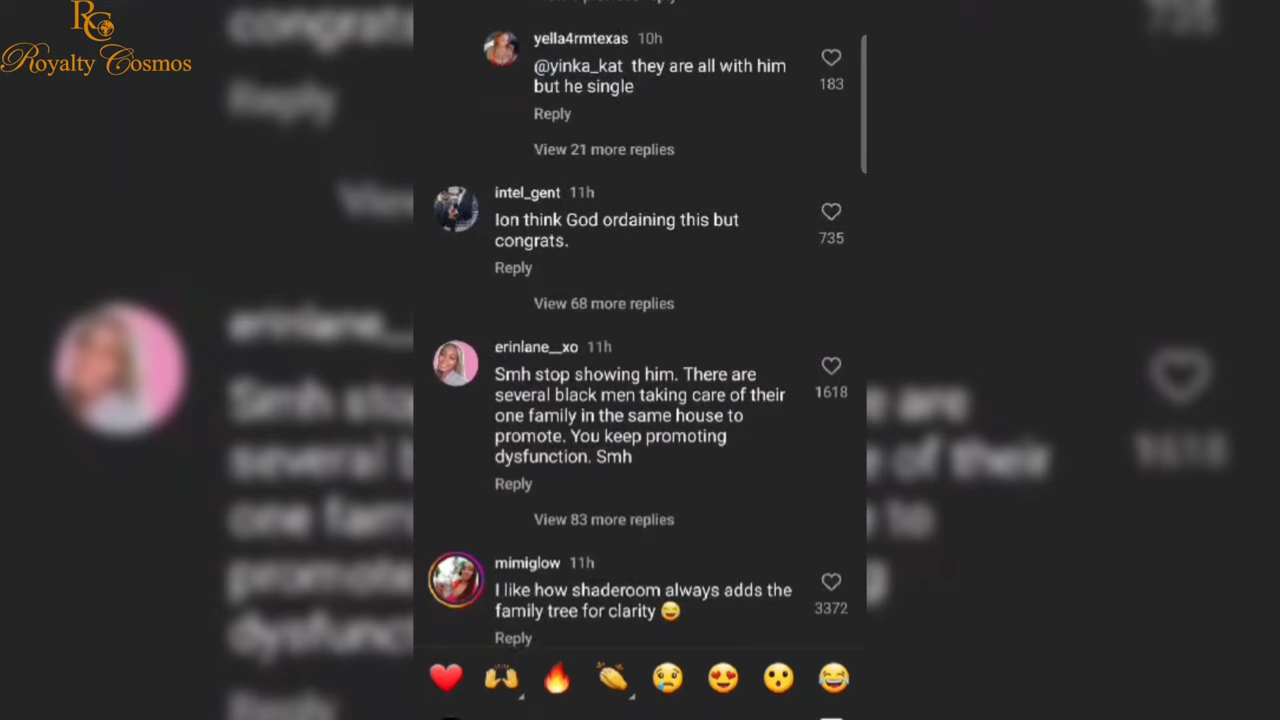 RG
Royalty Cosmos
yella4rmtexas 10h
@yinka_kat they are all with him
but he single
183
Reply
View 21 more replies
intel_gent 11h
Ion think God ordaining this but
congrats.
735
Reply
View 68 more replies
erinlane__xo 11h
Smh stop showing him. There are
several black men taking care of their
one family in the same house to
promote. You keep promoting
dysfunction. Smh
1618
Reply
View 83 more replies
mimiglow 11h
I like how shaderoom always adds the
family tree for clarity 😂
3372
Reply